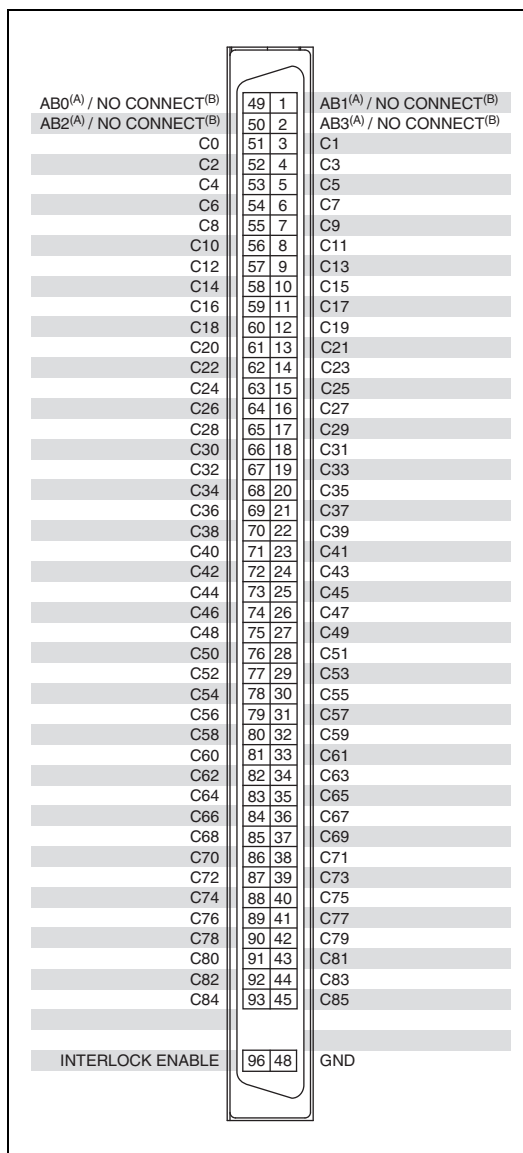 AB0(A) / NO CONNECT(B) 49 1 AB1(A) / NO CONNECT(B)
AB2(A) / NO CONNECT(B) 50 2 AB3(A) / NO CONNECT(B)
C0 51 3 C1
C2 52 4 C3
C4 53 5 C5
C6 54 6 C7
C8 55 7 C9
C10 56 8 C11
C12 57 9 C13
C14 58 10 C15
C16 59 11 C17
C18 60 12 C19
C20 61 13 C21
C22 62 14 C23
C24 63 15 C25
C26 64 16 C27
C28 65 17 C29
C30 66 18 C31
C32 67 19 C33
C34 68 20 C35
C36 69 21 C37
C38 70 22 C39
C40 71 23 C41
C42 72 24 C43
C44 73 25 C45
C46 74 26 C47
C48 75 27 C49
C50 76 28 C51
C52 77 29 C53
C54 78 30 C55
C56 79 31 C57
C58 80 32 C59
C60 81 33 C61
C62 82 34 C63
C64 83 35 C65
C66 84 36 C67
C68 85 37 C69
C70 86 38 C71
C72 87 39 C73
C74 88 40 C75
C76 89 41 C77
C78 90 42 C79
C80 91 43 C81
C82 92 44 C83
C84 93 45 C85
INTERLOCK ENABLE 96 48 GND